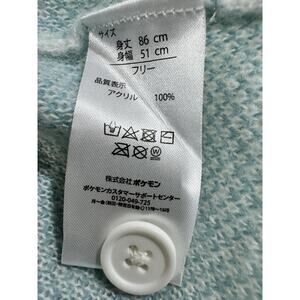 サイズ
身丈 86 cm
身幅 51 cm
フリー
品質表示
アクリル 100%
株式会社ポケモン
ポケモンカスタマーサポートセンター
0120-049-725